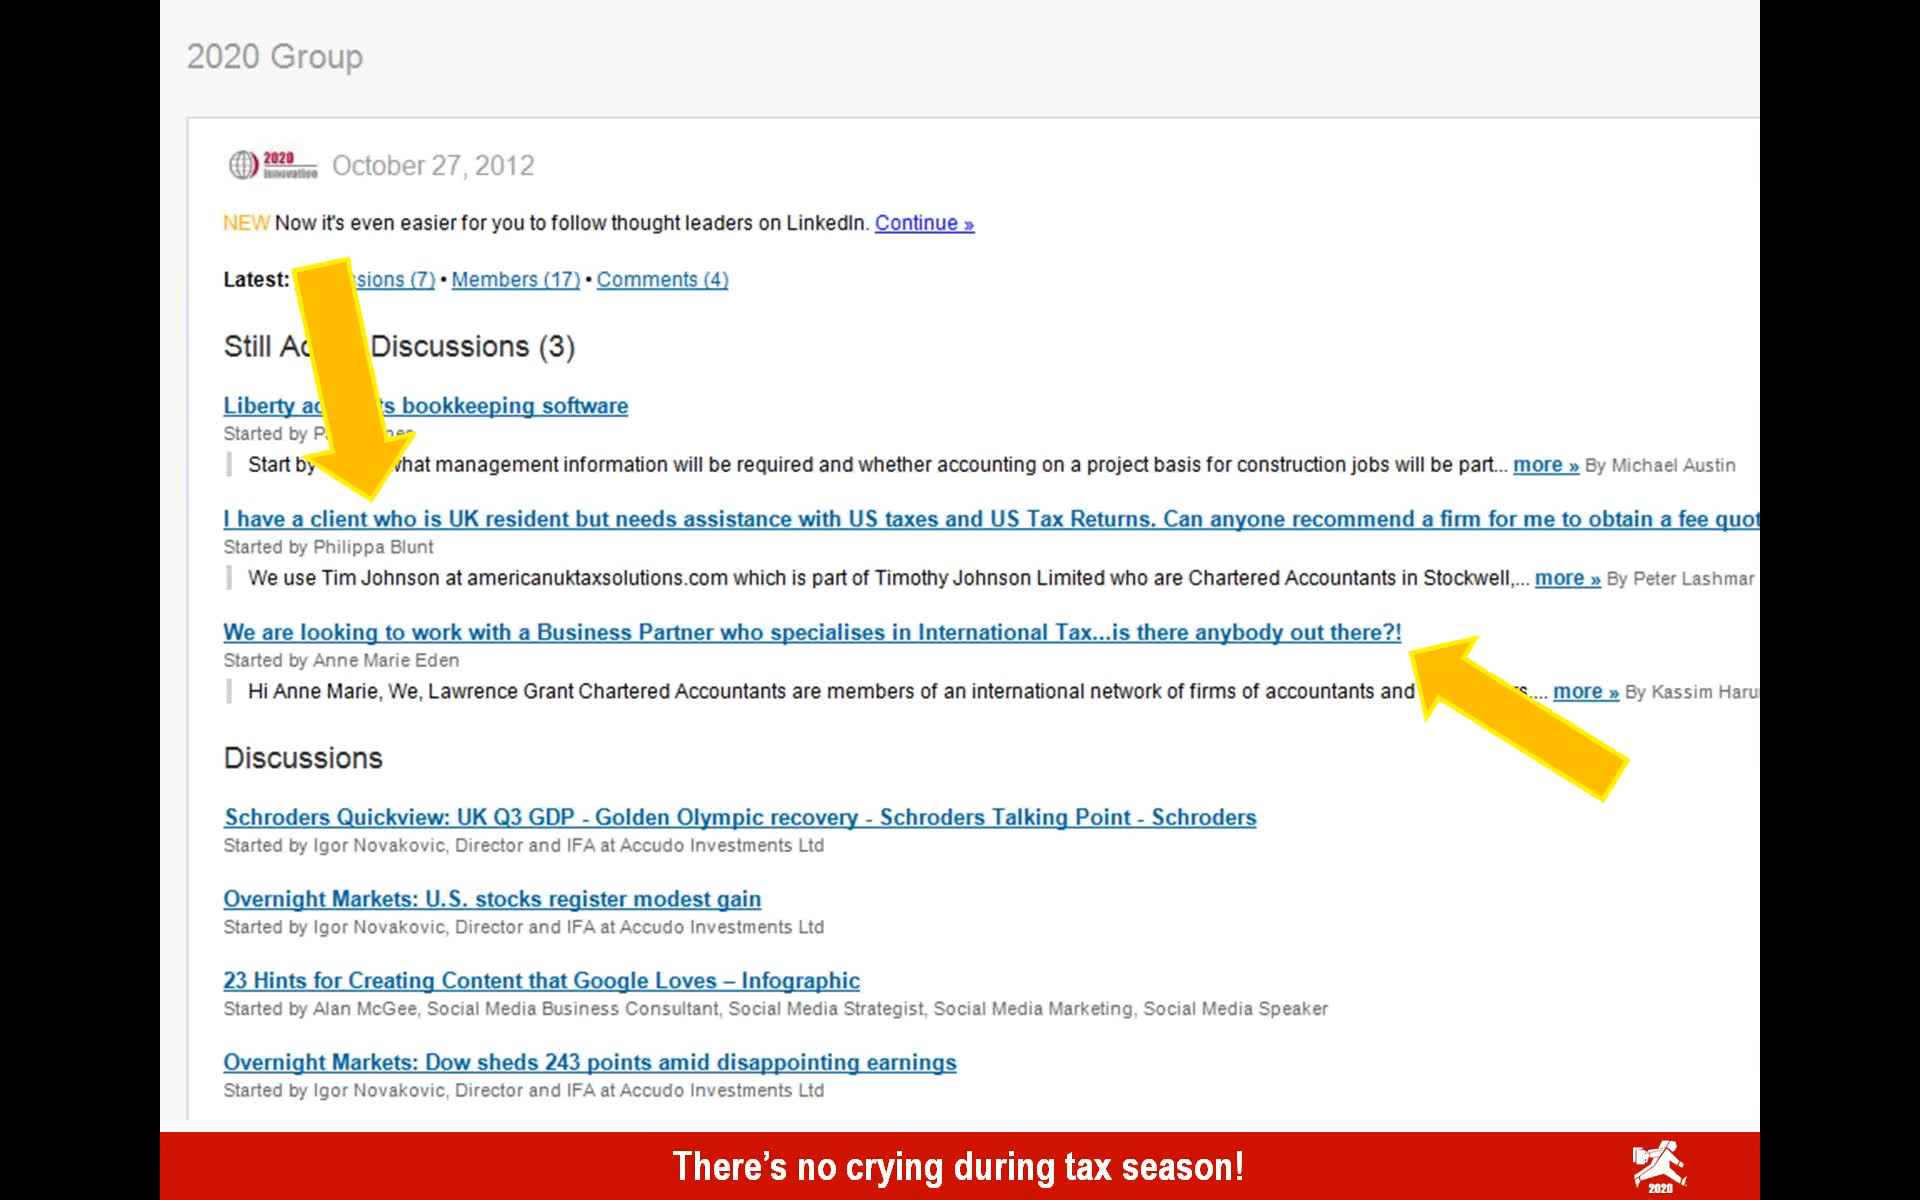 2020 Group
2020 Innovation October 27, 2012
NEW Now it's even easier for you to follow thought leaders on LinkedIn. Continue »
Latest: sions (7) • Members (17) • Comments (4)
Still Discussions (3)
Liberty bookkeeping software
Started by
Start by what management information will be required and whether accounting on a project basis for construction jobs will be part... more » By Michael Austin
I have a client who is UK resident but needs assistance with US taxes and US Tax Returns. Can anyone recommend a firm for me to obtain a fee quot
Started by Philippa Blunt
We use Tim Johnson at americanuktaxsolutions.com which is part of Timothy Johnson Limited who are Chartered Accountants in Stockwell,... more » By Peter Lashmar
We are looking to work with a Business Partner who specialises in International Tax...is there anybody out there?!
Started by Anne Marie Eden
Hi Anne Marie, We, Lawrence Grant Chartered Accountants are members of an international network of firms of accountants and s.... more » By Kassim Haru
Discussions
Schroders Quickview: UK Q3 GDP - Golden Olympic recovery - Schroders Talking Point - Schroders
Started by Igor Novakovic, Director and IFA at Accudo Investments Ltd
Overnight Markets: U.S. stocks register modest gain
Started by Igor Novakovic, Director and IFA at Accudo Investments Ltd
23 Hints for Creating Content that Google Loves – Infographic
Started by Alan McGee, Social Media Business Consultant, Social Media Strategist, Social Media Marketing, Social Media Speaker
Overnight Markets: Dow sheds 243 points amid disappointing earnings
Started by Igor Novakovic, Director and IFA at Accudo Investments Ltd
There's no crying during tax season!
2020